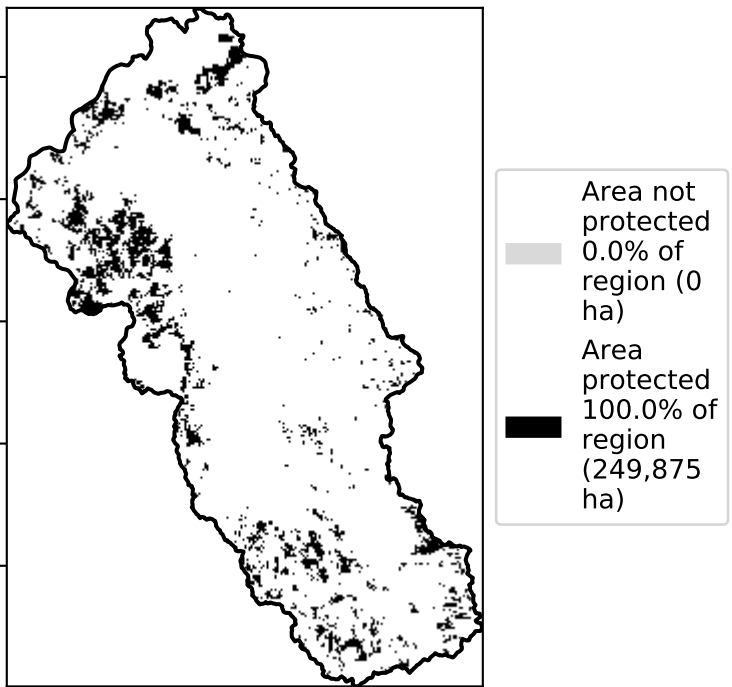 Area not
protected
0.0% of
region (0
ha)
Area
protected
100.0% of
region
(249,875
ha)